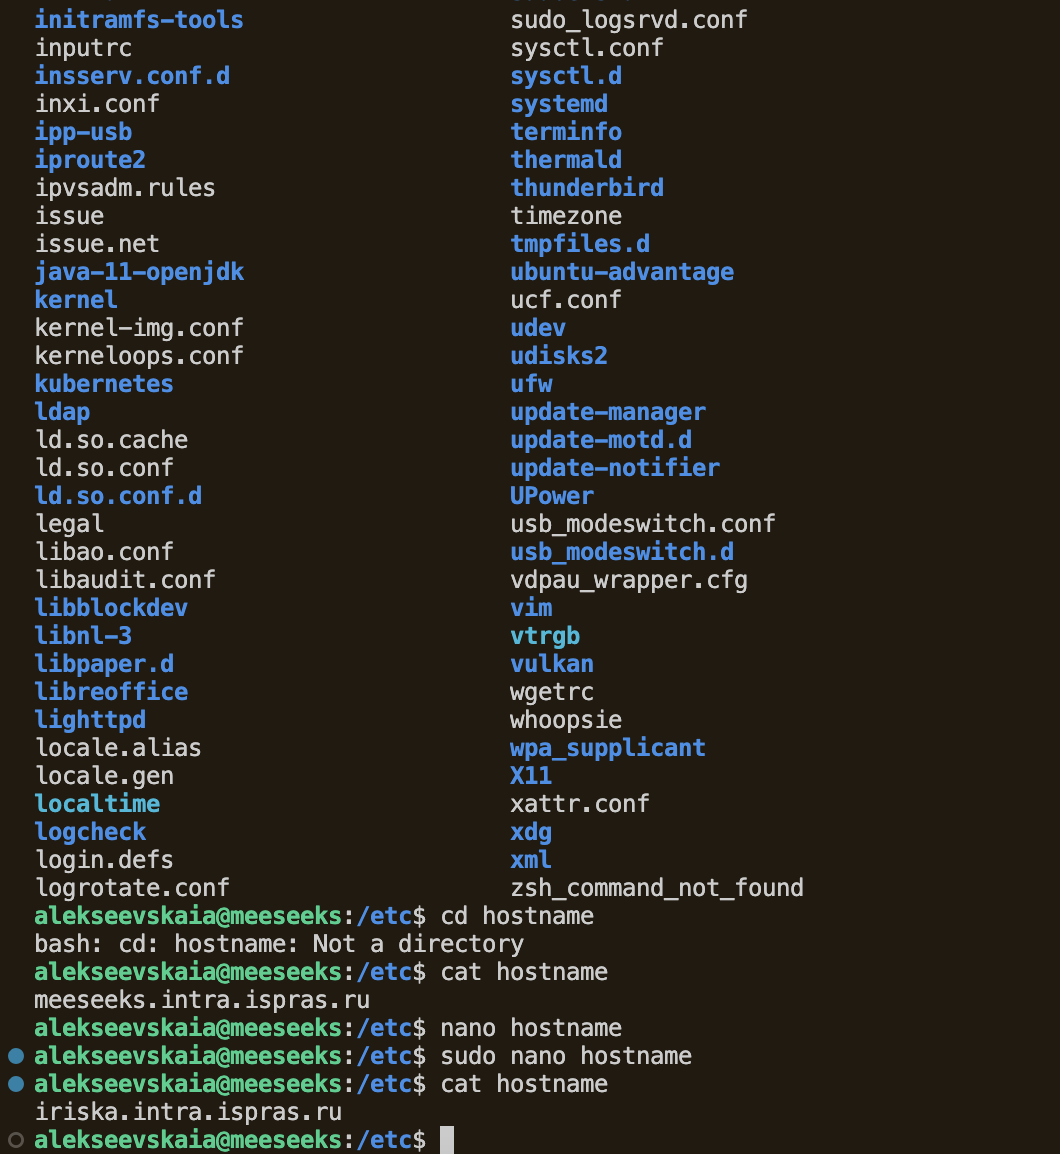 initramfs-tools sudo_logsrvd.conf
inputrc sysctl.conf
insserv.conf.d sysctl.d
inxi.conf systemd
ipp-usb terminfo
iproute2 thermald
ipvsadm.rules thunderbird
issue timezone
issue.net tmpfiles.d
java-11-openjdk ubuntu-advantage
kernel ucf.conf
kernel-img.conf udev
kerneloops.conf udisks2
kubernetes ufw
ldap update-manager
ld.so.cache update-motd.d
ld.so.conf update-notifier
ld.so.conf.d UPower
legal usb_modeswitch.conf
libao.conf usb_modeswitch.d
libaudit.conf vdpau_wrapper.cfg
libblockdev vim
libnl-3 vtrgb
libpaper.d vulkan
libreoffice wgetrc
lighttpd whoopsie
locale.alias wpa_supplicant
locale.gen X11
localtime xattr.conf
logcheck xdg
login.defs xml
logrotate.conf zsh_command_not_found
alekseevskaia@meeseeks:/etc$ cd hostname
bash: cd: hostname: Not a directory
alekseevskaia@meeseeks:/etc$ cat hostname
meeseeks.intra.ispras.ru
alekseevskaia@meeseeks:/etc$ nano hostname
alekseevskaia@meeseeks:/etc$ sudo nano hostname
alekseevskaia@meeseeks:/etc$ cat hostname
iriska.intra.ispras.ru
alekseevskaia@meeseeks:/etc$